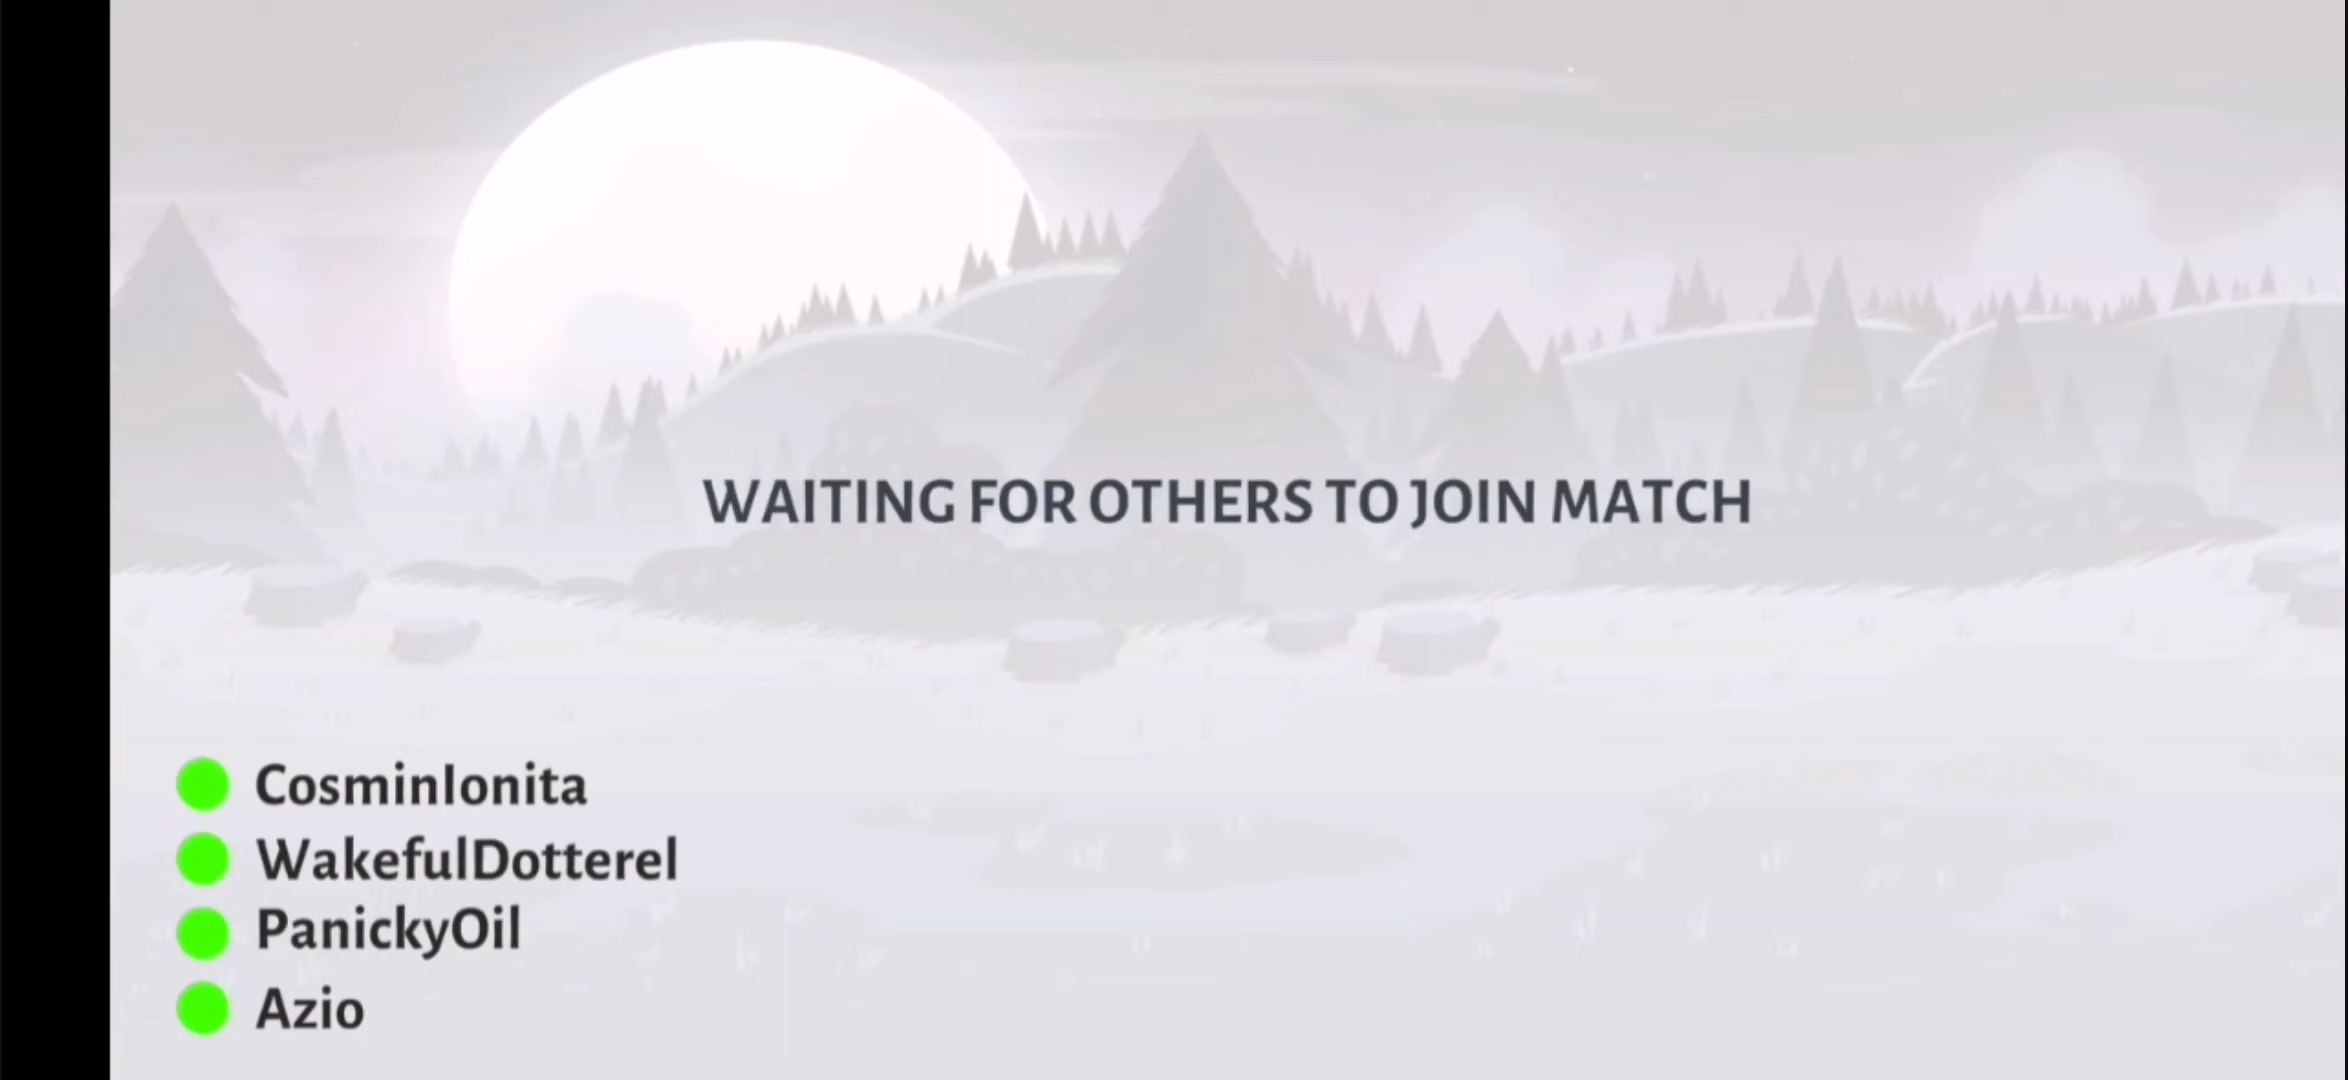 WAITING FOR OTHERS TO JOIN MATCH
CosminIonita
WakefulDotterel
PanickyOil
Azio